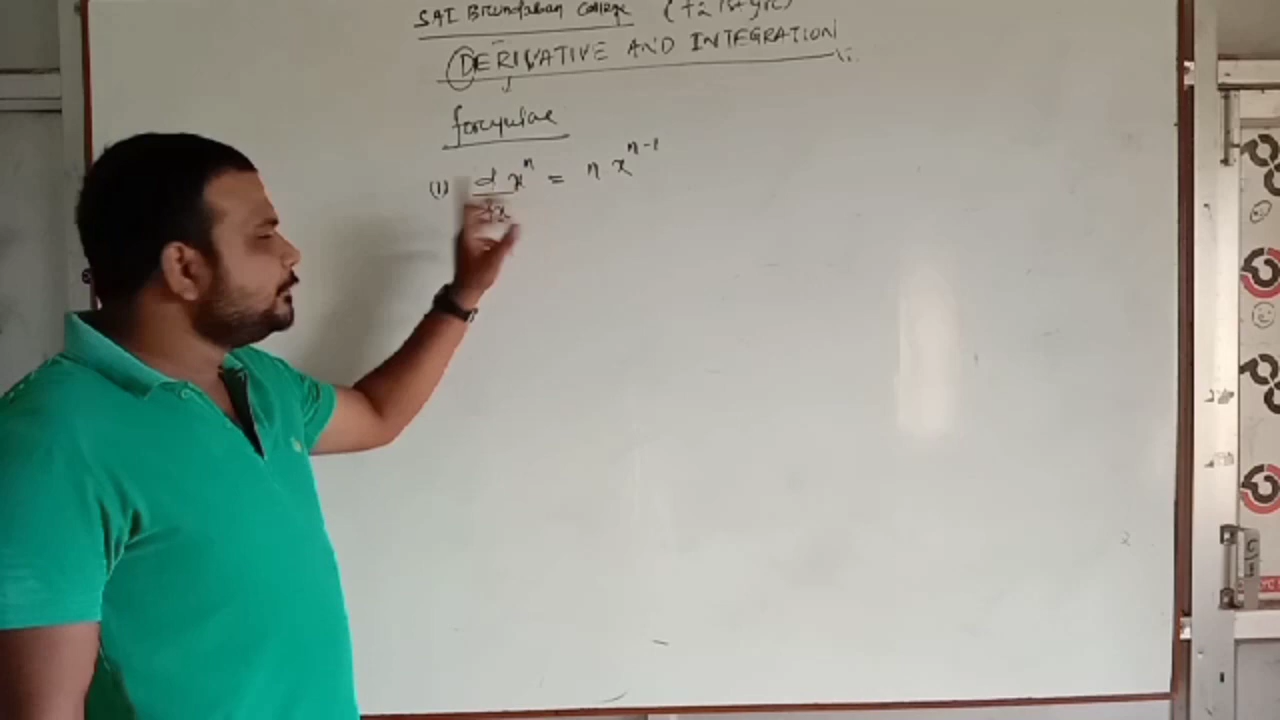 SAI Brundaban College (+2 1st yr)
DERIVATIVE AND INTEGRATION
formulae
(1) d/dx x^n = n x^n-1